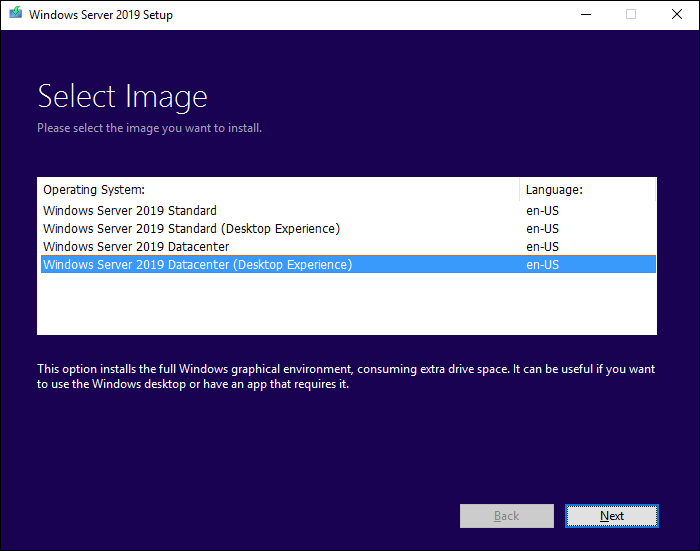 Windows Server 2019 Setup
Select Image
Please select the image you want to install.
Operating System: Language:
Windows Server 2019 Standard en-US
Windows Server 2019 Standard (Desktop Experience) en-US
Windows Server 2019 Datacenter en-US
Windows Server 2019 Datacenter (Desktop Experience) en-US
This option installs the full Windows graphical environment, consuming extra drive space. It can be useful if you want
to use the Windows desktop or have an app that requires it.
Back Next